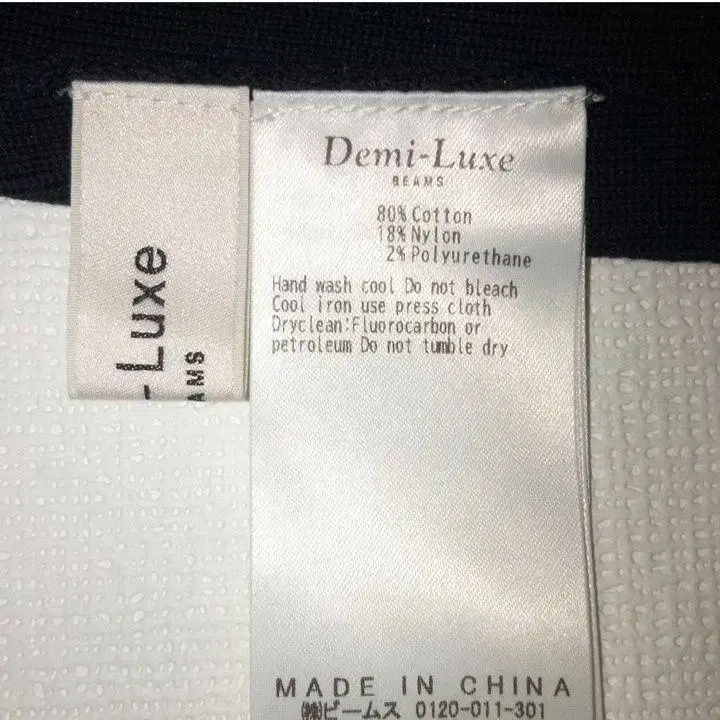 -Luxe
AMS
Demi-Luxe
BEAMS
80% Cotton
18% Nylon
2% Polyurethane
Hand wash cool Do not bleach
Cool iron use press cloth
Dryclean:Fluorocarbon or
petroleum Do not tumble dry
MADE IN CHINA
㈱ビームス 0120-011-301